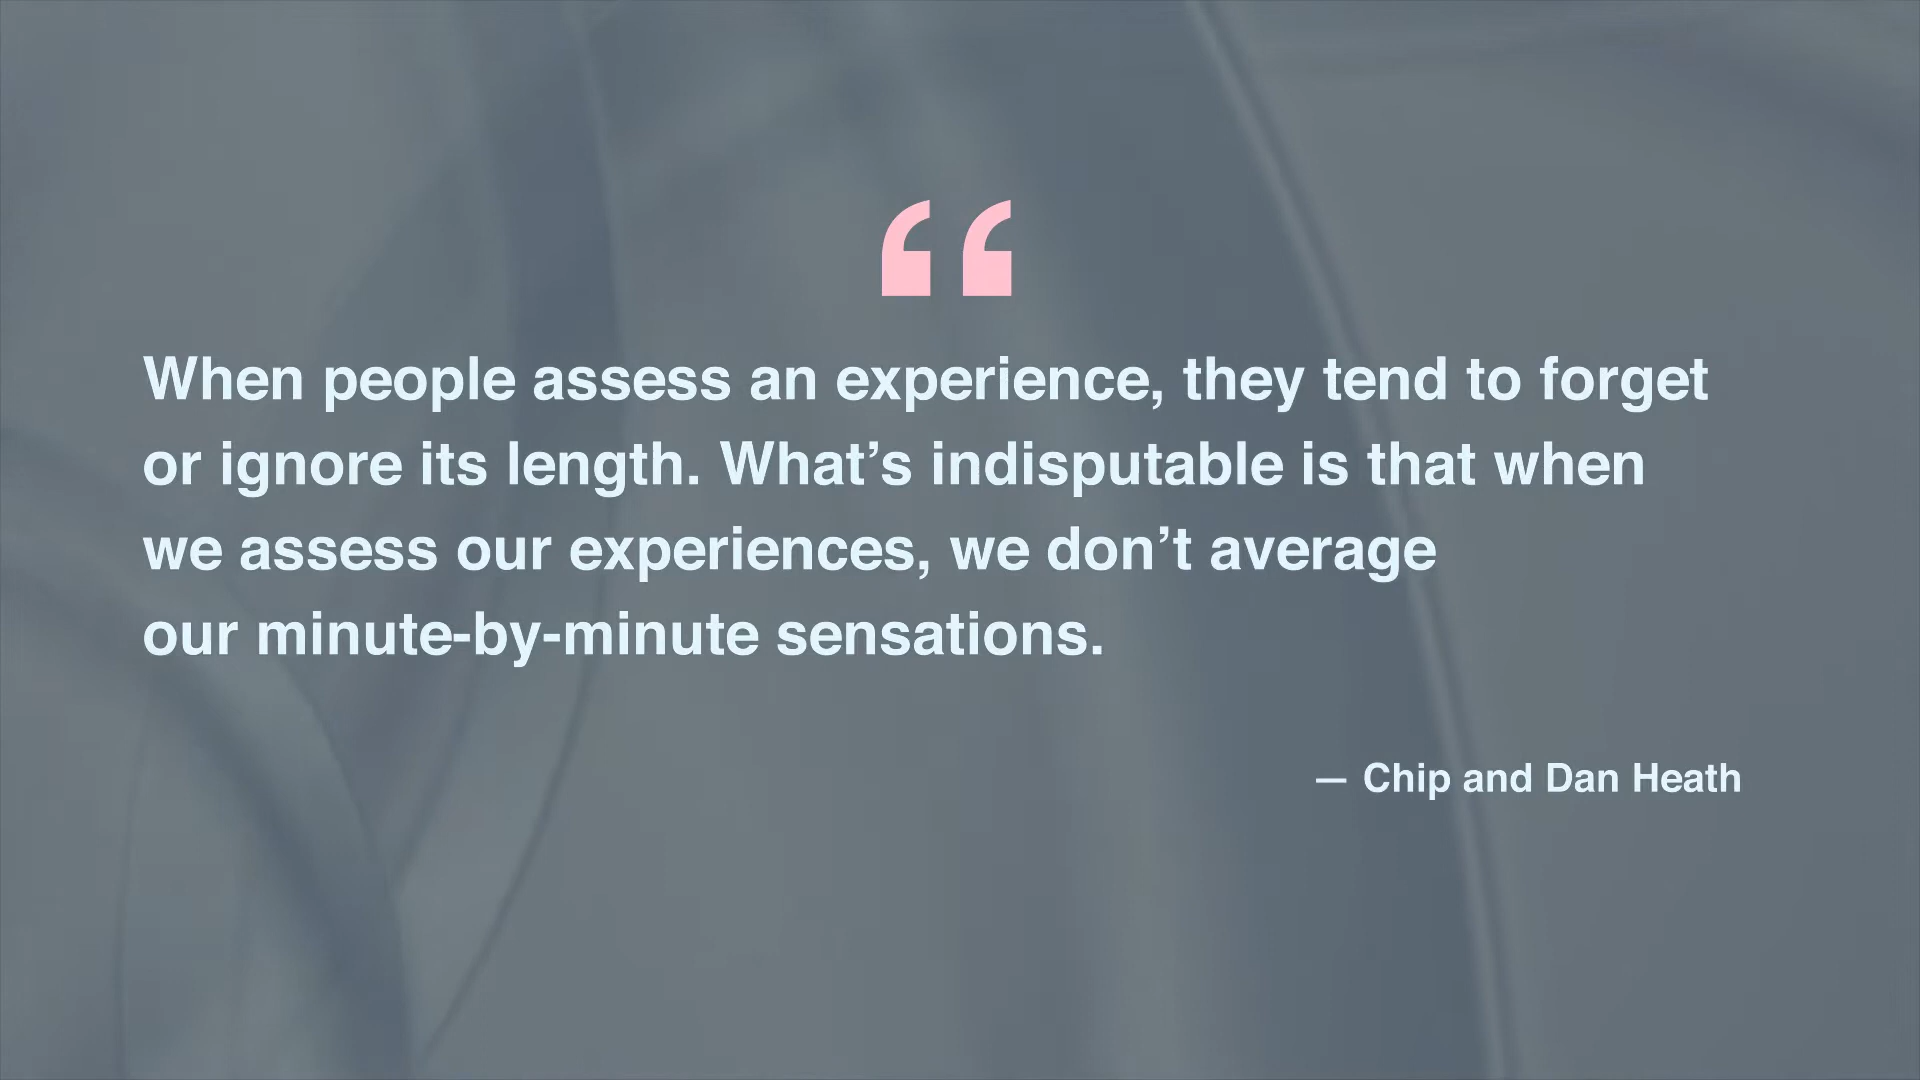 “
When people assess an experience, they tend to forget
or ignore its length. What’s indisputable is that when
we assess our experiences, we don’t average
our minute-by-minute sensations.
— Chip and Dan Heath